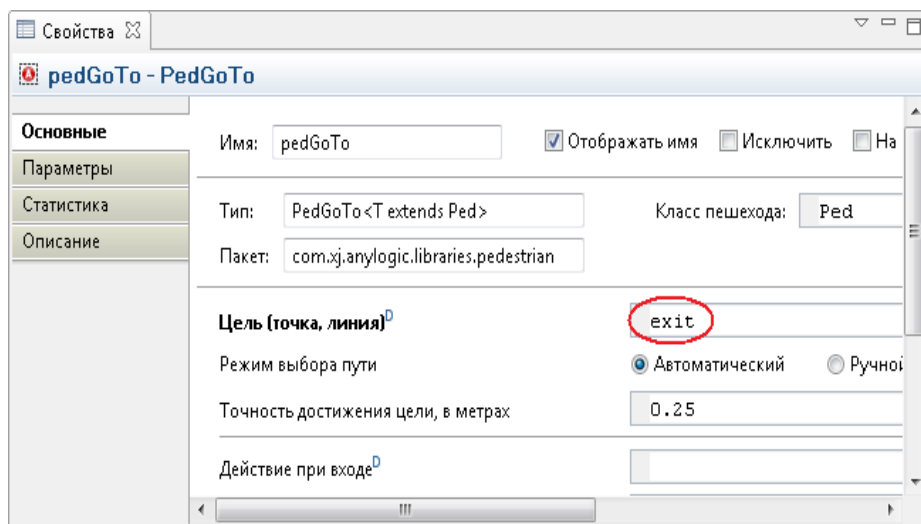 Свойства
pedGoTo - PedGoTo
Основные
Параметры
Статистика
Описание
Имя: pedGoTo Отображать имя Исключить На
Тип: PedGoTo<T extends Ped> Класс пешехода: Ped
Пакет: com.xj.anylogic.libraries.pedestrian
Цель (точка, линия)D exit
Режим выбора пути Автоматический Ручной
Точность достижения цели, в метрах 0.25
Действие при входеD